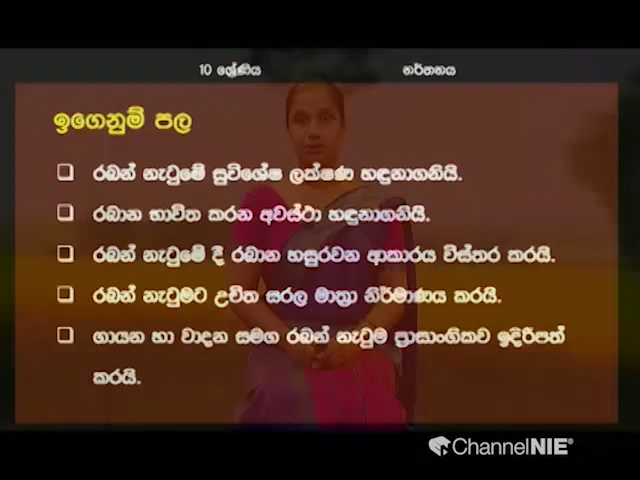 10 ශ්‍රේණිය නර්තනය
ඉගෙනුම් පල
❑ රබන් නැටුමේ සුවිශේෂ ලක්ෂණ හඳුනාගනියි.
❑ රබාන භාවිත කරන අවස්ථා හඳුනාගනියි.
❑ රබන් නැටුමේ දී රබාන හසුරවන ආකාරය විස්තර කරයි.
❑ රබන් නැටුමට උචිත සරල මාත්‍රා නිර්මාණය කරයි.
❑ ගායන හා වාදන සමග රබන් නැටුම ප්‍රාසාංගිකව ඉදිරිපත්
කරයි.
ChannelNIE®